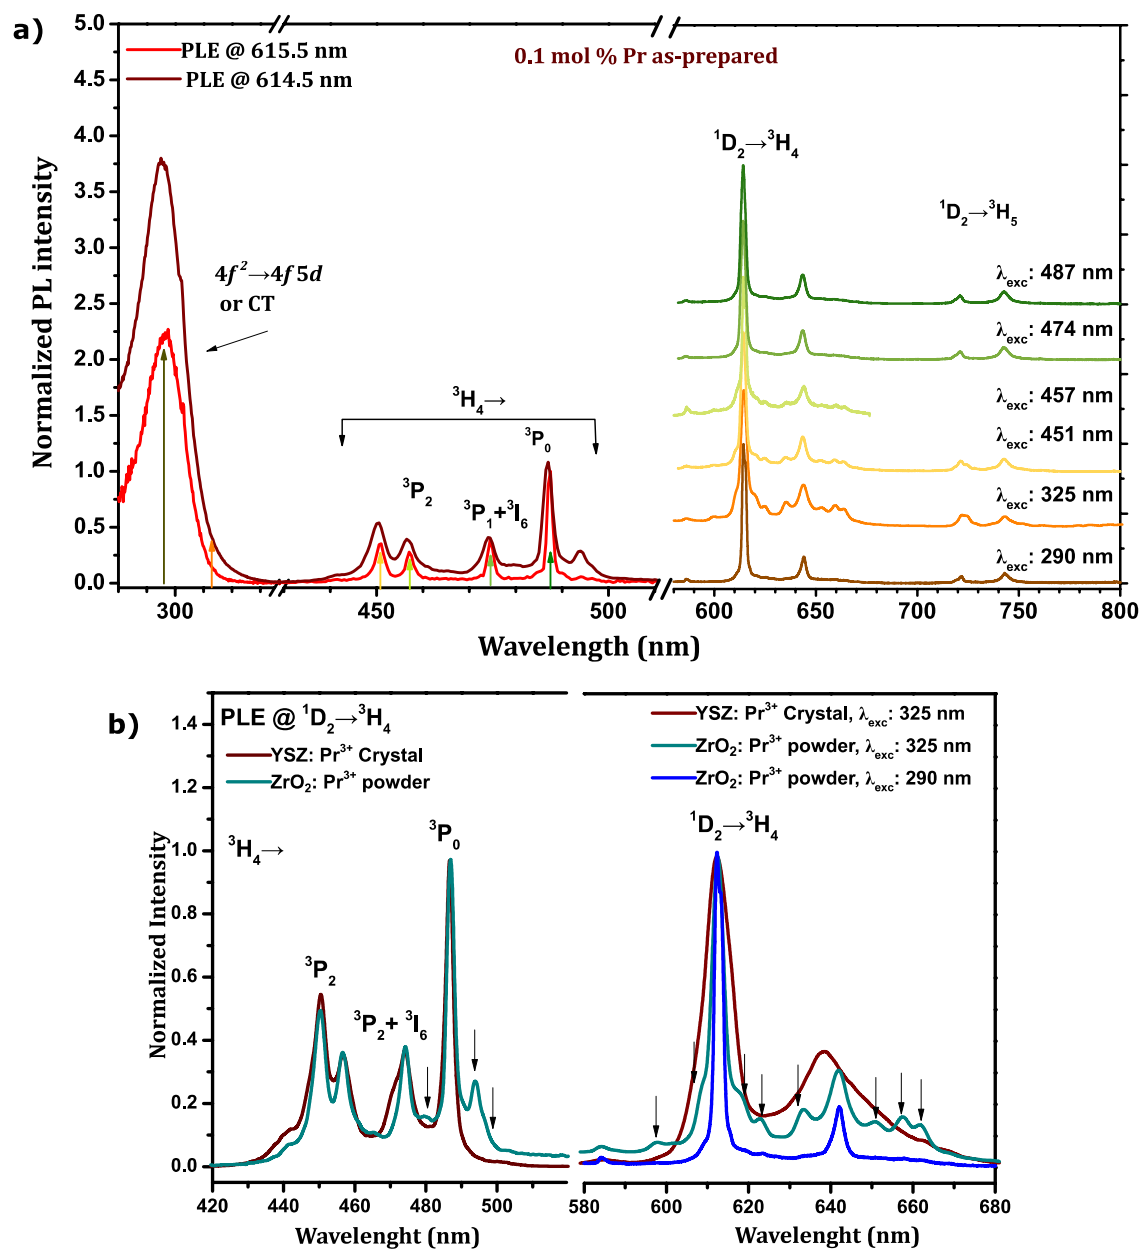 a)
PLE @ 615.5 nm
PLE @ 614.5 nm
0.1 mol % Pr as-prepared
Normalized PL intensity
5.0
4.5
4.0
3.5
3.0
2.5
2.0
1.5
1.0
0.5
0.0
4f²→4f5d
or CT
³H₄→
³P₂
³P₁+³I₆
³P₀
¹D₂→³H₄
¹D₂→³H₅
λexc: 487 nm
λexc: 474 nm
λexc: 457 nm
λexc: 451 nm
λexc: 325 nm
λexc: 290 nm
300 450 500 600 650 700 750 800
Wavelength (nm)
b)
PLE @ ¹D₂→³H₄
YSZ: Pr³⁺ Crystal
ZrO₂: Pr³⁺ powder
YSZ: Pr³⁺ Crystal, λexc: 325 nm
ZrO₂: Pr³⁺ powder, λexc: 325 nm
ZrO₂: Pr³⁺ powder, λexc: 290 nm
Normalized Intensity
1.4
1.2
1.0
0.8
0.6
0.4
0.2
0.0
³H₄→
³P₂
³P₂+ ³I₆
³P₀
¹D₂→³H₄
420 440 460 480 500 520 580 600 620 640 660 680
Wavelenght (nm) Wavelenght (nm)